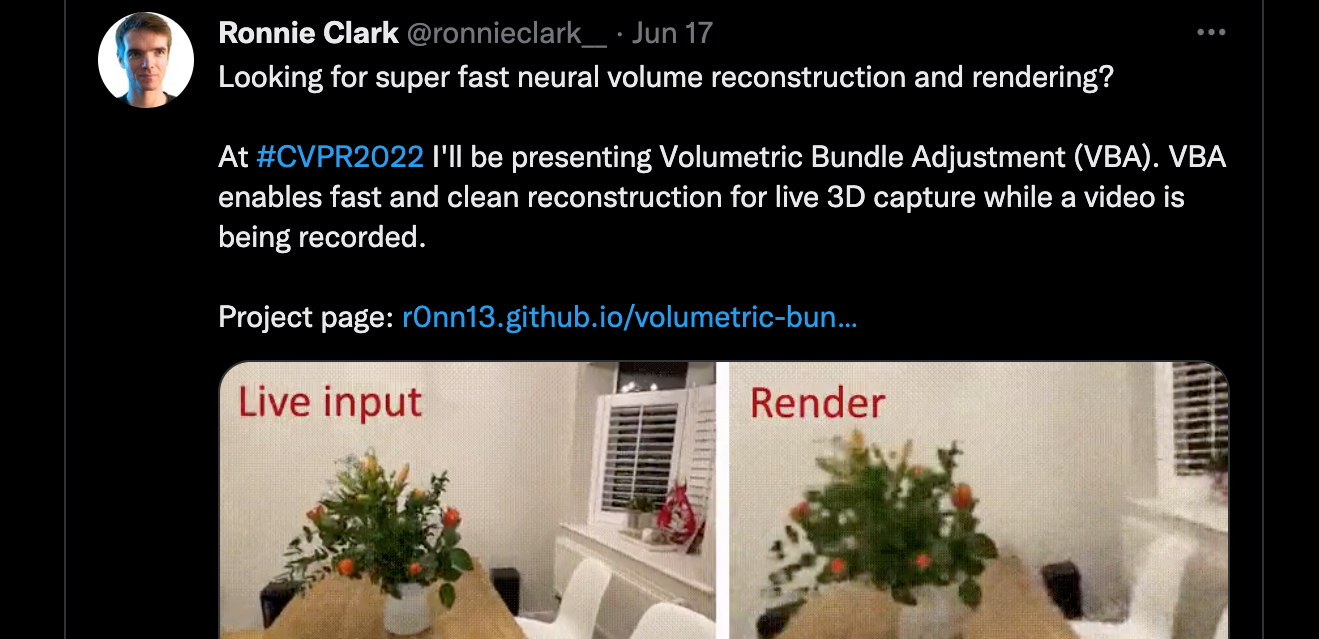 Ronnie Clark @ronnieclark__ · Jun 17
Looking for super fast neural volume reconstruction and rendering?
At #CVPR2022 I'll be presenting Volumetric Bundle Adjustment (VBA). VBA
enables fast and clean reconstruction for live 3D capture while a video is
being recorded.
Project page: r0nn13.github.io/volumetric-bun…
Live input
Render